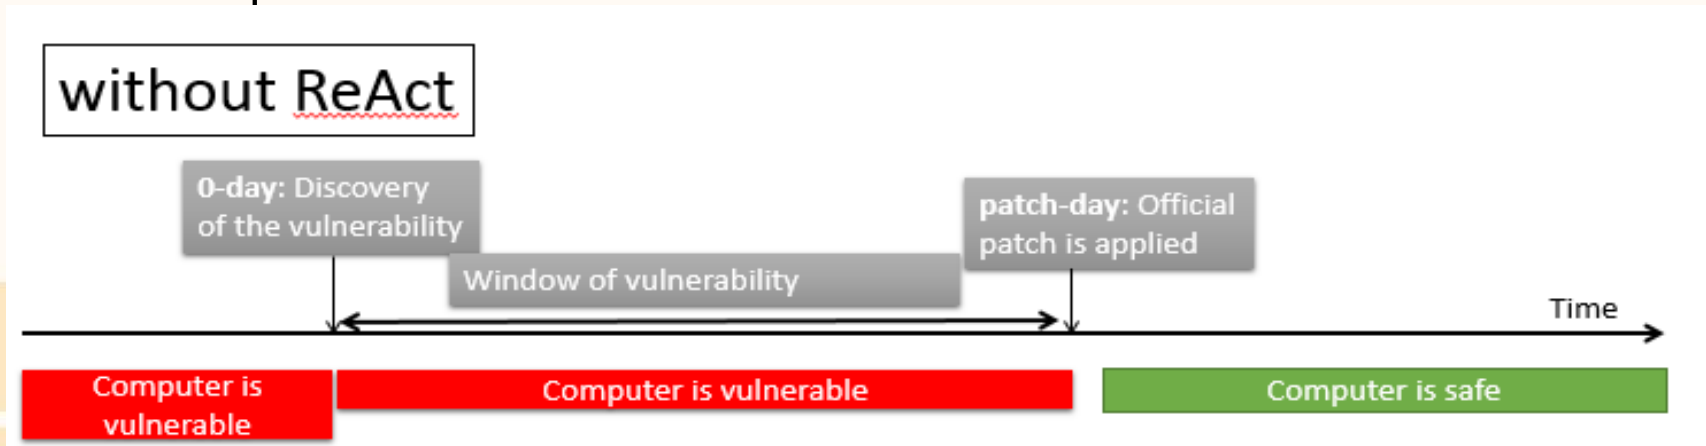 without ReAct
0-day: Discovery
of the vulnerability
patch-day: Official
patch is applied
Window of vulnerability
Time
Computer is
vulnerable
Computer is vulnerable
Computer is safe